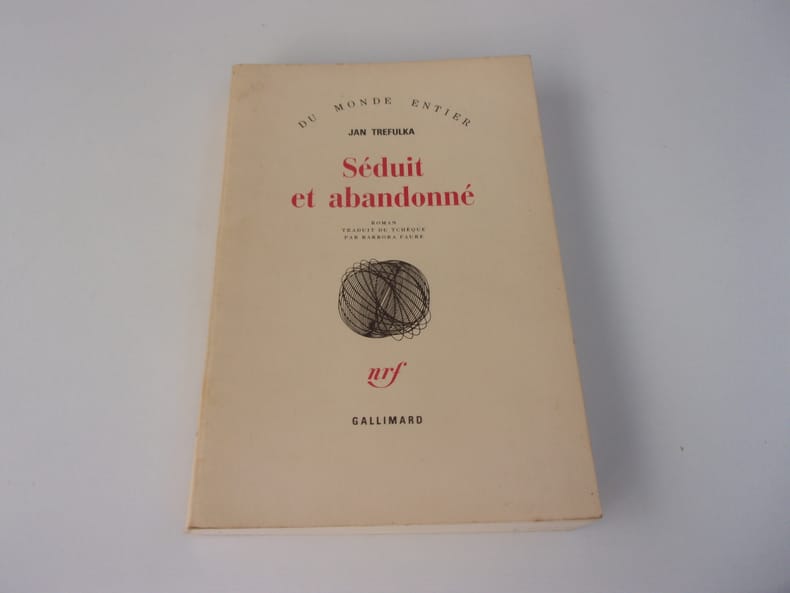 DU MONDE ENTIER
JAN TREFULKA
Séduit
et abandonné
ROMAN
TRADUIT DU TCHÈQUE
PAR BARBORA FAURE
nrf
GALLIMARD